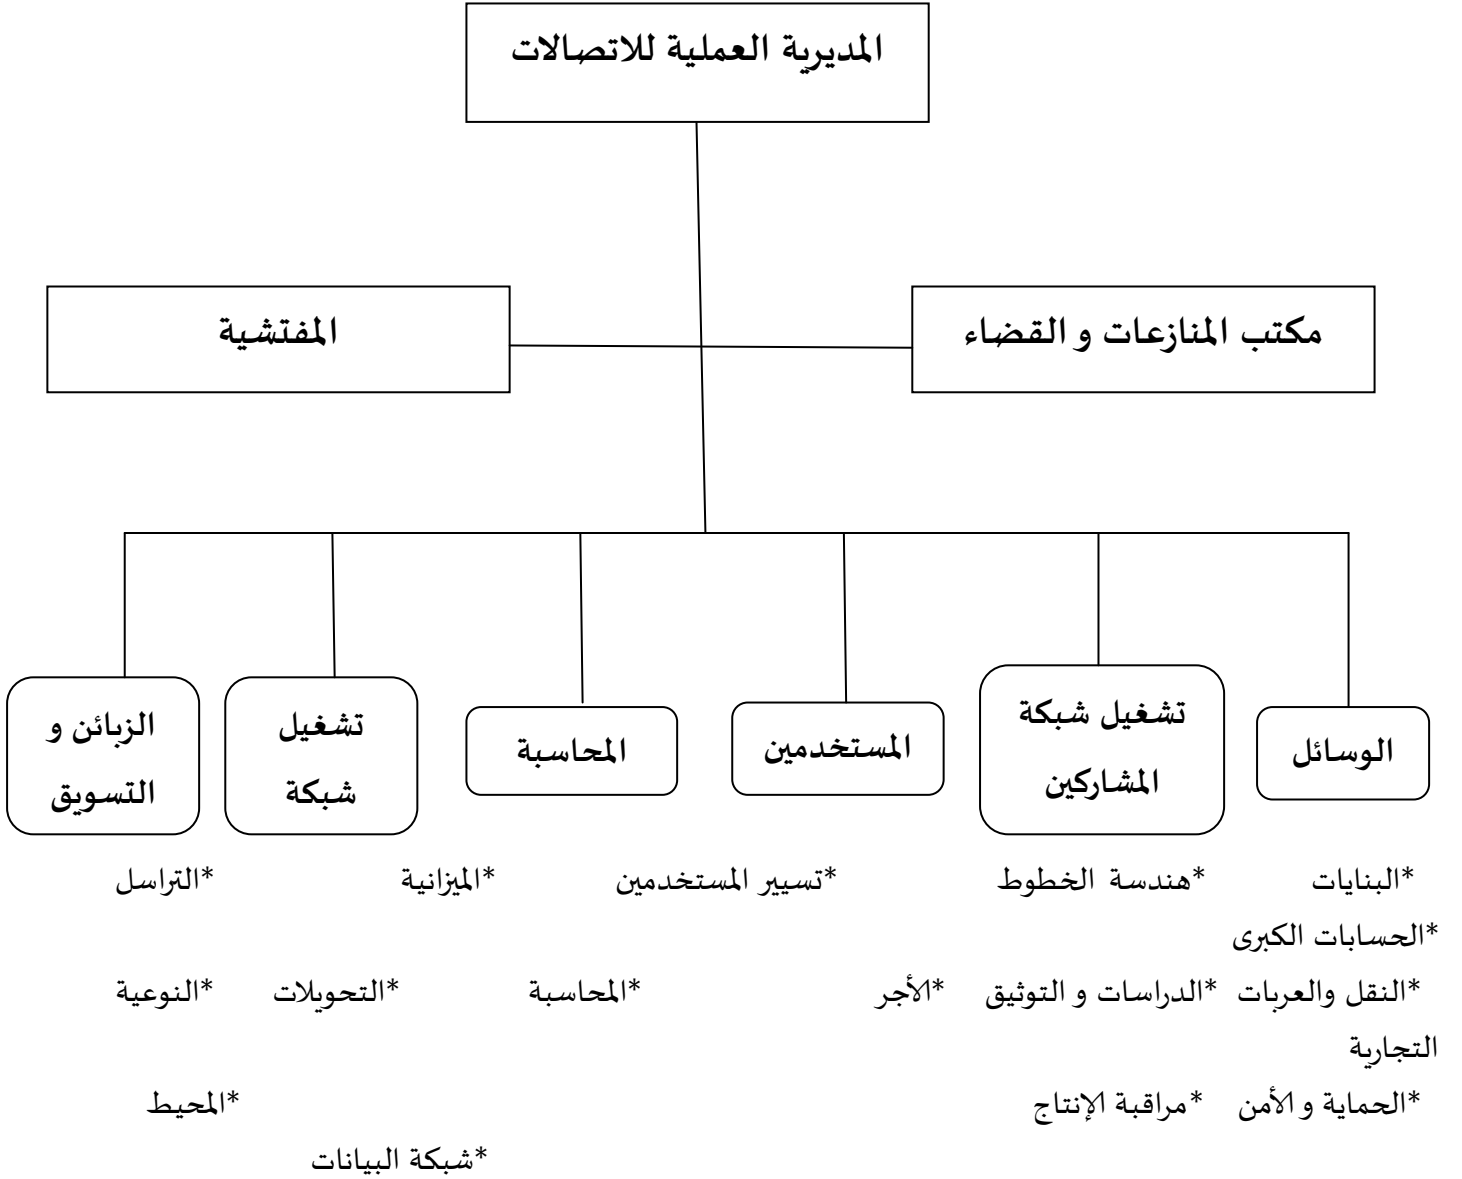 المديرية العملية للاتصالات
مكتب المنازعات و القضاء
المفتشية
الوسائل
تشغيل شبكة
المشاركين
المستخدمين
المحاسبة
تشغيل
شبكة
الزبائن و
التسويق
*البنايات *هندسة الخطوط *تسيير المستخدمين *الميزانية *التراسل
*الحسابات الكبرى
*النقل والعربات *الدراسات و التوثيق *الأجر *المحاسبة *التحويلات *النوعية
التجارية
*الحماية و الأمن *مراقبة الإنتاج *المحيط
*شبكة البيانات